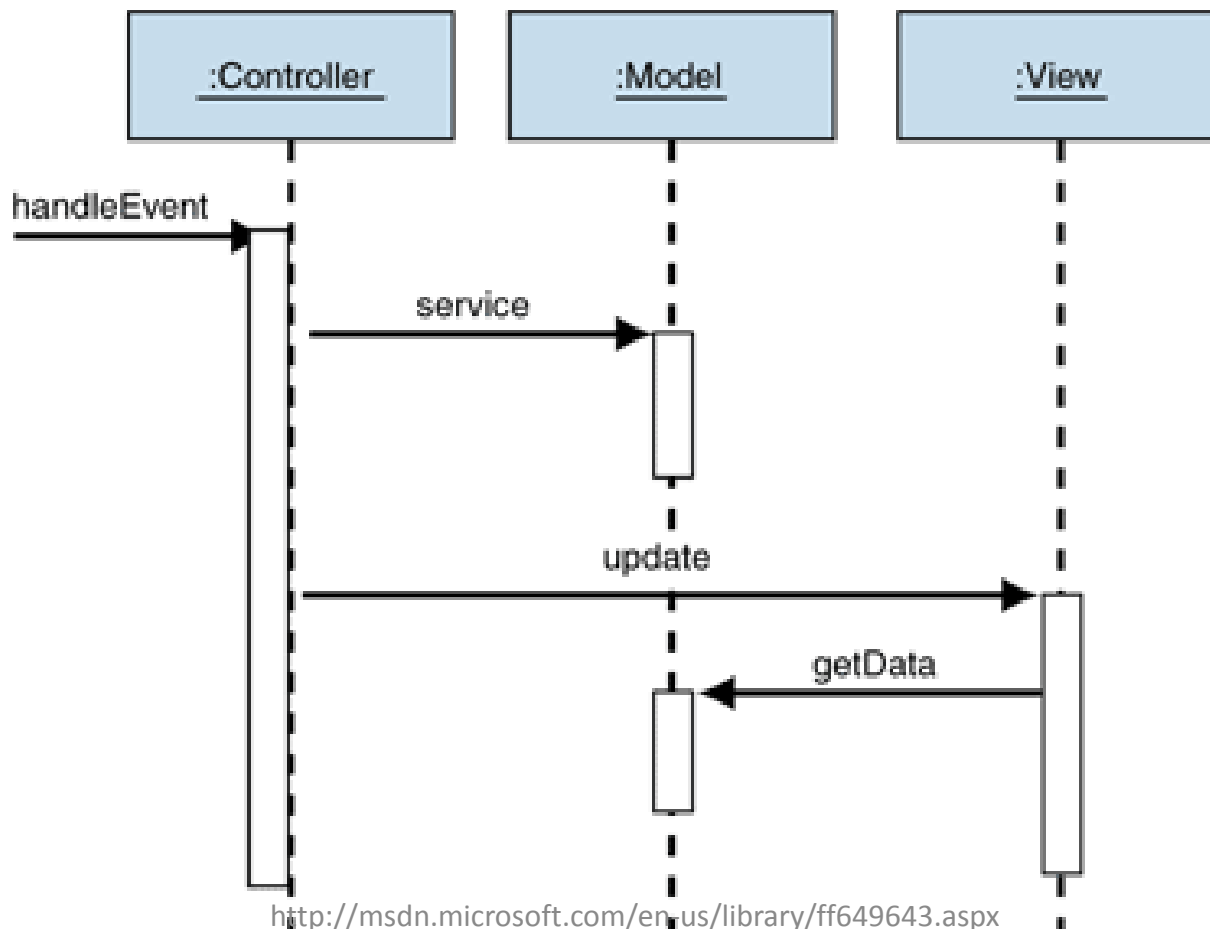 :Controller
:Model
:View
handleEvent
service
update
getData
http://msdn.microsoft.com/en-us/library/ff649643.aspx